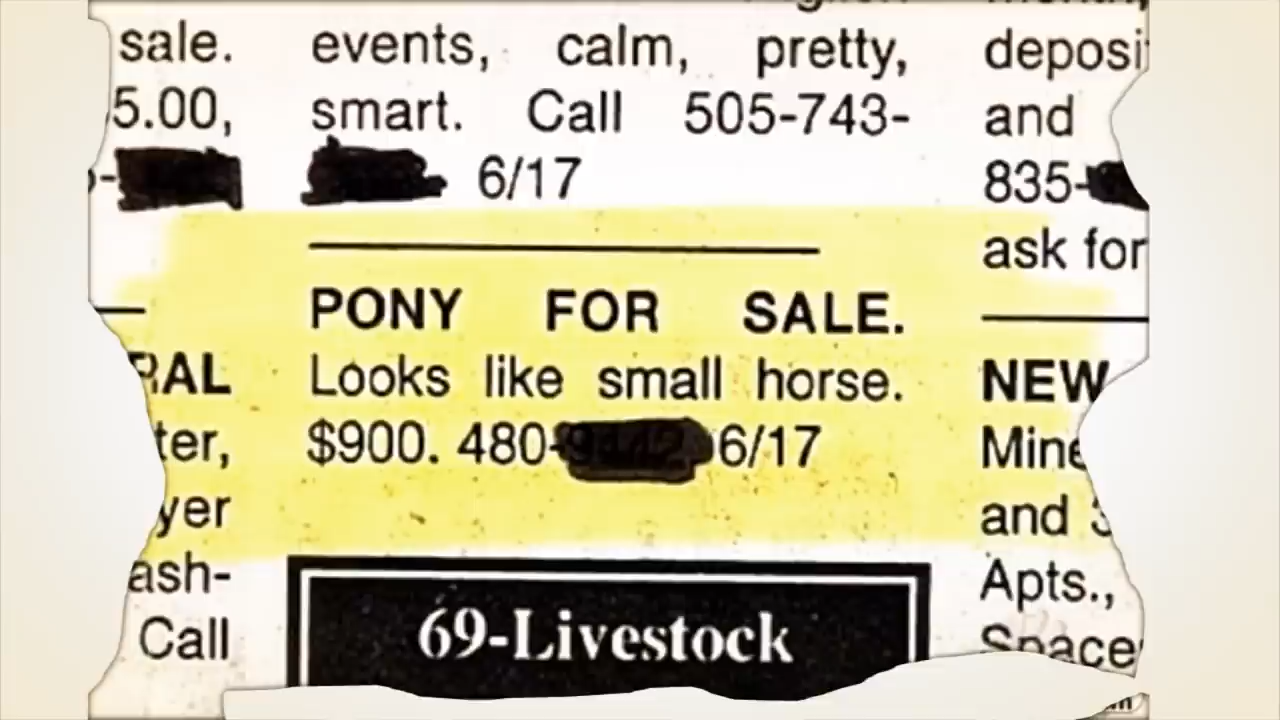 sale.
5.00,
RAL
ter,
yer
ash-
Call
events, calm, pretty,
smart. Call 505-743-
6/17
PONY FOR SALE.
Looks like small horse.
$900. 480- 6/17
69-Livestock
deposi
and
835-
ask for
NEW
Mine
and 3
Apts.,
Space